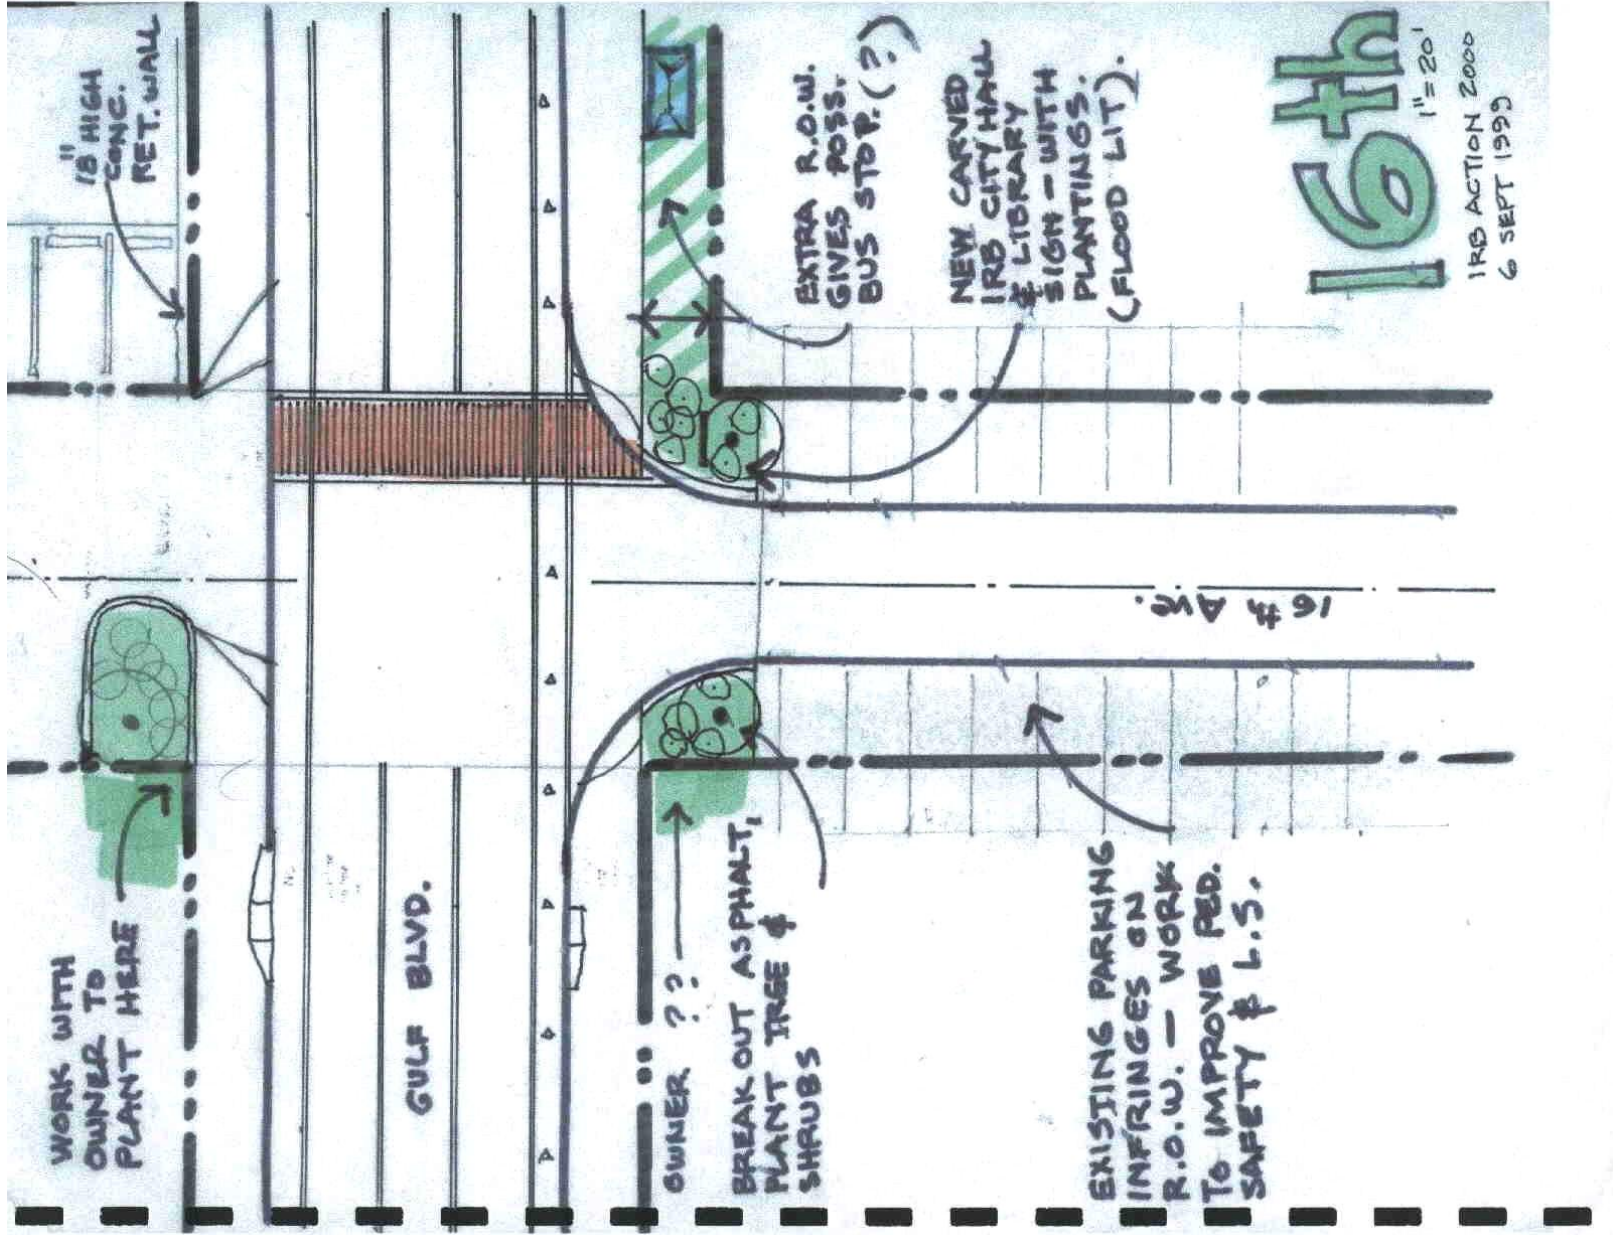 18" HIGH
CONC.
RET. WALL
EXTRA R.O.W.
GIVES POSS.
BUS STOP. (?)
NEW CARVED
IRB CITY HALL
& LIBRARY
SIGN - WITH
PLANTINGS.
(FLOOD LIT).
16th
1"=20'
IRB ACTION 2000
6 SEPT 1999
16th AVE.
WORK WITH
OWNER TO
PLANT HERE
GULF BLVD.
OWNER ??
BREAK OUT ASPHALT,
PLANT TREE &
SHRUBS
EXISTING PARKING
INFRINGES ON
R.O.W. - WORK
TO IMPROVE PED.
SAFETY & L.S.